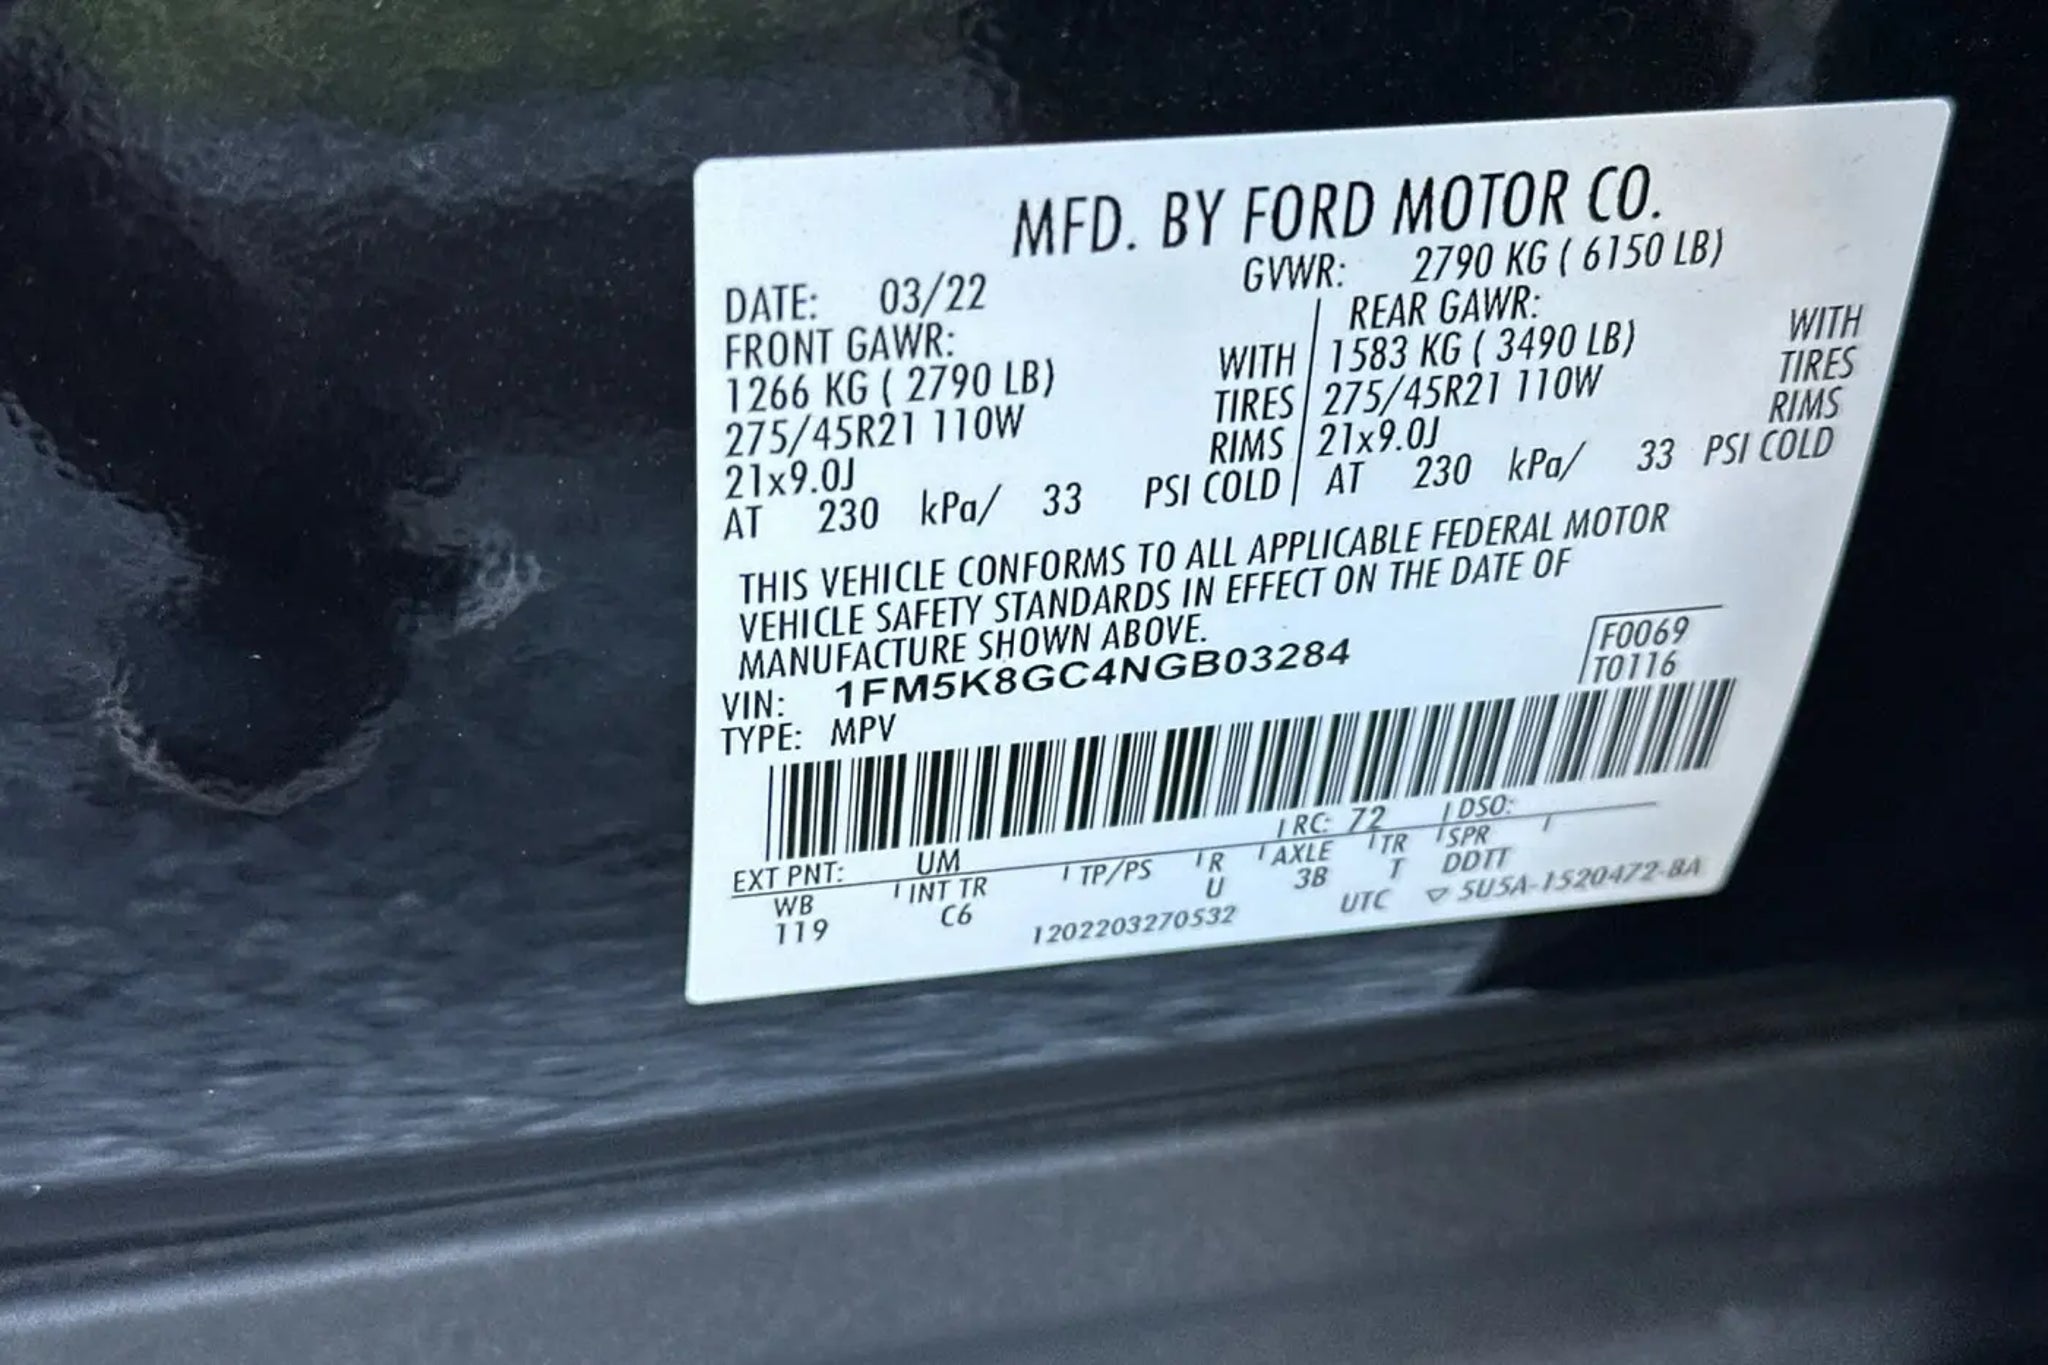 MFD. BY FORD MOTOR CO.
DATE: 03/22 GVWR: 2790 KG ( 6150 LB)
FRONT GAWR: REAR GAWR:
1266 KG ( 2790 LB) WITH 1583 KG ( 3490 LB) WITH
275/45R21 110W TIRES 275/45R21 110W TIRES
21x9.0J RIMS 21x9.0J RIMS
AT 230 kPa/ 33 PSI COLD AT 230 kPa/ 33 PSI COLD
THIS VEHICLE CONFORMS TO ALL APPLICABLE FEDERAL MOTOR
VEHICLE SAFETY STANDARDS IN EFFECT ON THE DATE OF
MANUFACTURE SHOWN ABOVE.
VIN: 1FM5K8GC4NGB03284 F0069
TYPE: MPV T0116
EXT PNT: UM RC: 72 DSO:
WB INT TR TP/PS R AXLE TR SPR
119 C6 U 3B T DDTT
1202203270532 UTC ▽ 5U5A-1520472-BA